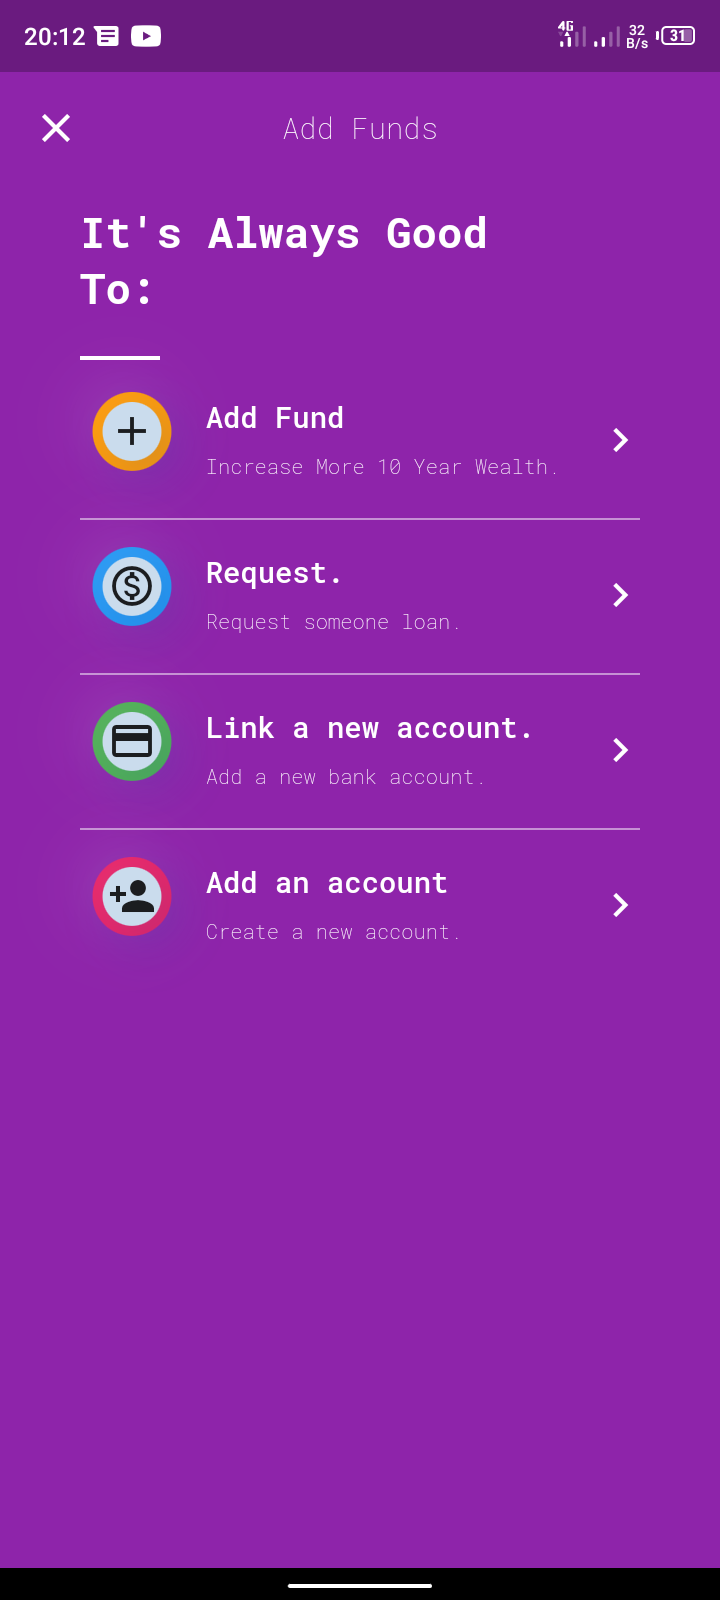 20:12
4G
32
B/s
31
Add Funds
It's Always Good
To:
Add Fund
Increase More 10 Year Wealth.
Request.
Request someone loan.
Link a new account.
Add a new bank account.
Add an account
Create a new account.